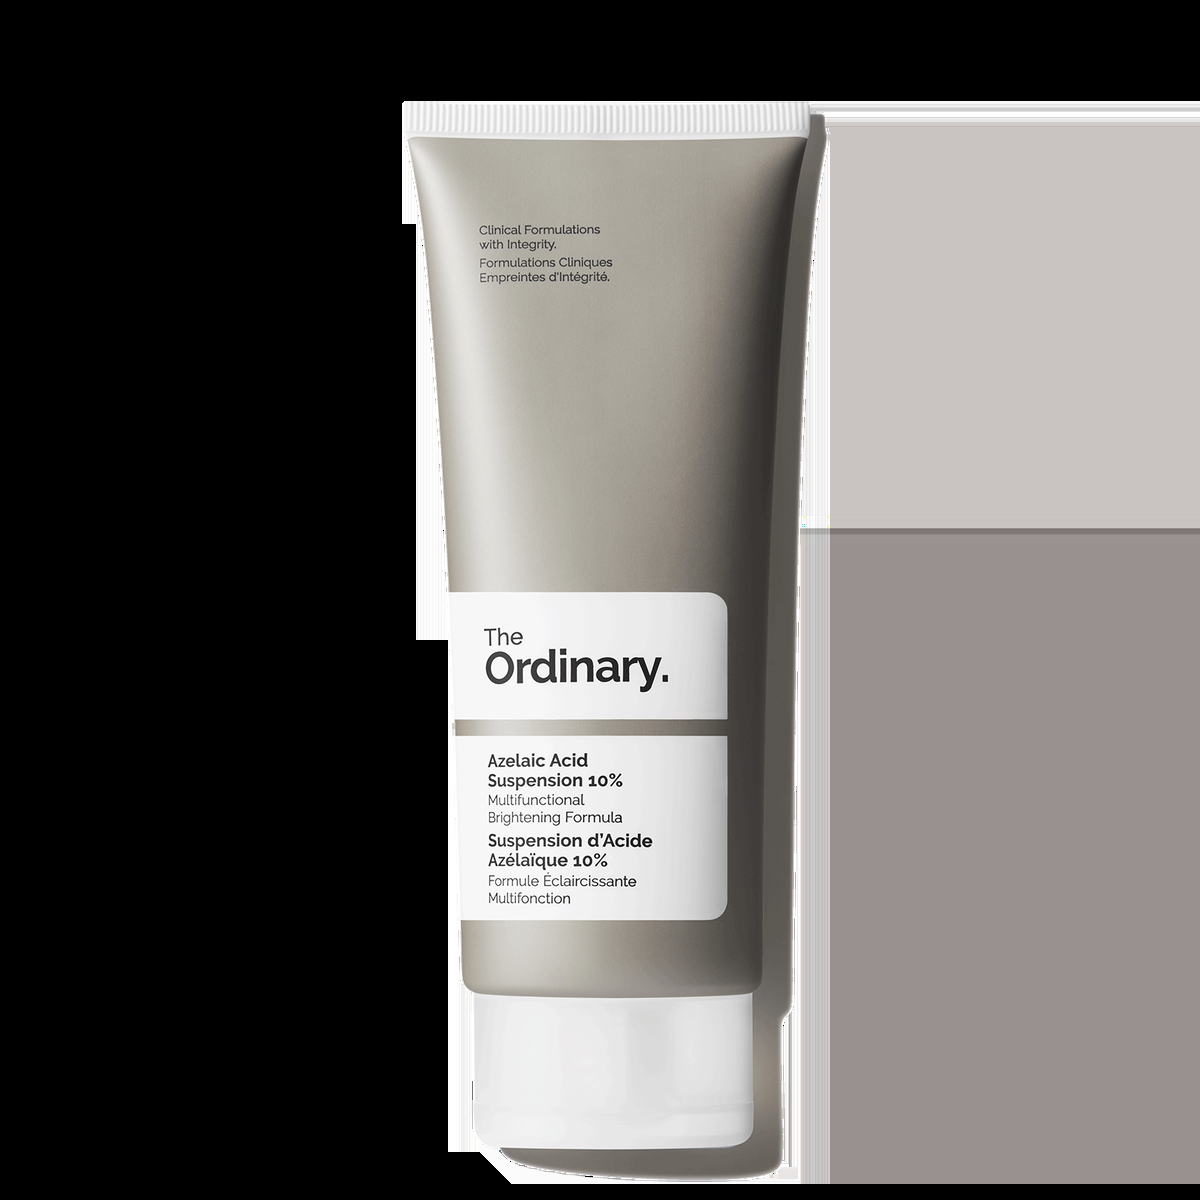 Clinical Formulations
with Integrity.
Formulations Cliniques
Empreintes d'Intégrité.
The
Ordinary.
Azelaic Acid
Suspension 10%
Multifunctional
Brightening Formula
Suspension d'Acide
Azélaïque 10%
Formule Éclaircissante
Multifonction